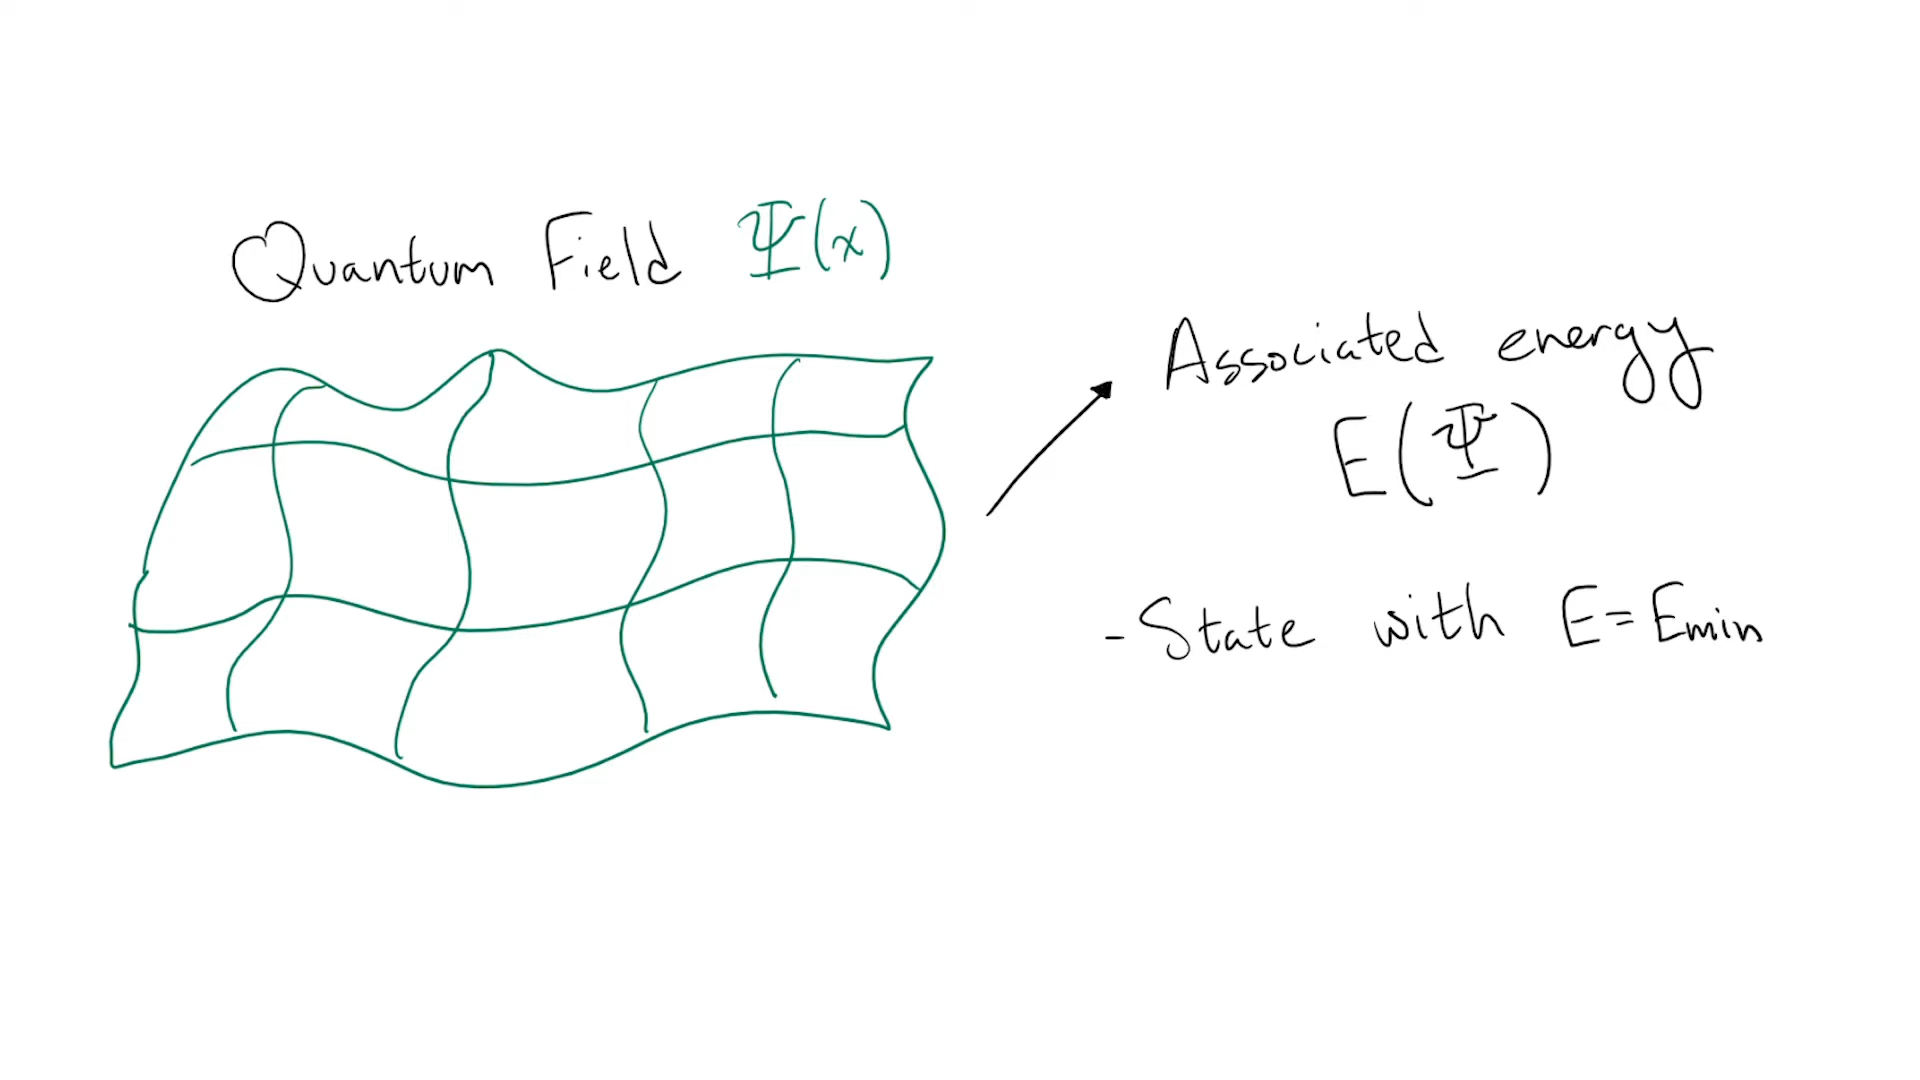 Quantum Field Ψ(x)
Associated energy
E(Ψ)
- State with E = Emin